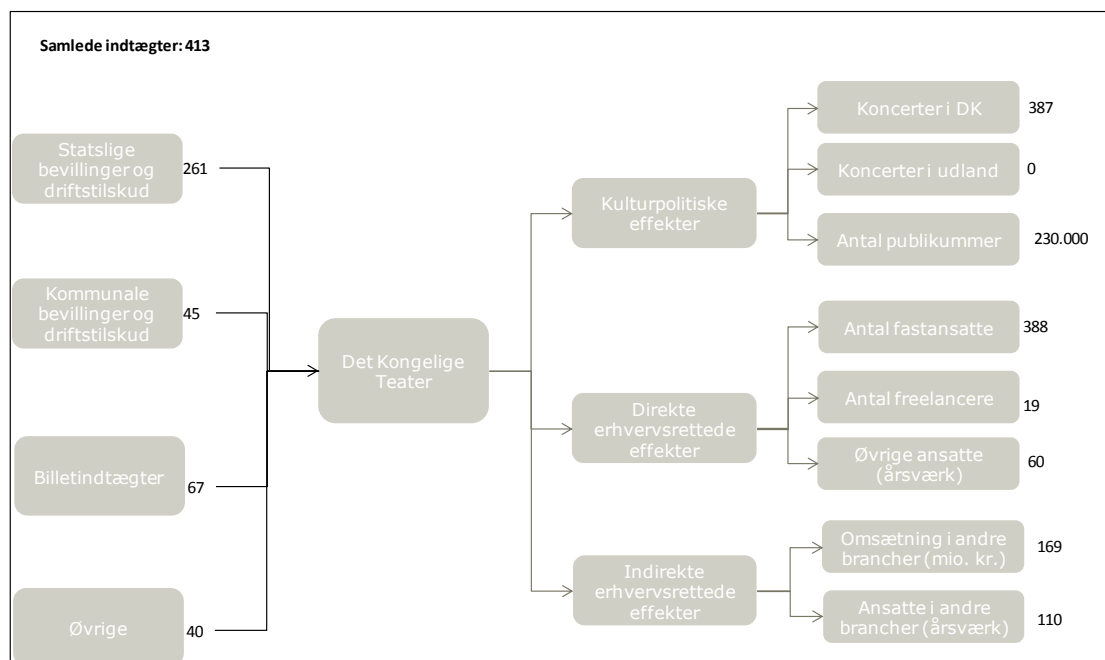 Samlede indtægter: 413
Statslige
bevillinger og
driftstilskud
261
Kommunale
bevillinger og
driftstilskud
45
Billetindtægter
67
Øvrige
40
Det Kongelige
Teater
Kulturpolitiske
effekter
Koncerter i DK
387
Koncerter i udland
0
Antal publikummer
230.000
Direkte
erhvervsrettede
effekter
Antal fastansatte
388
Antal freelancere
19
Øvrige ansatte
(årsværk)
60
Indirekte
erhvervsrettede
effekter
Omsætning i andre
brancher (mio. kr.)
169
Ansatte i andre
brancher (årsværk)
110